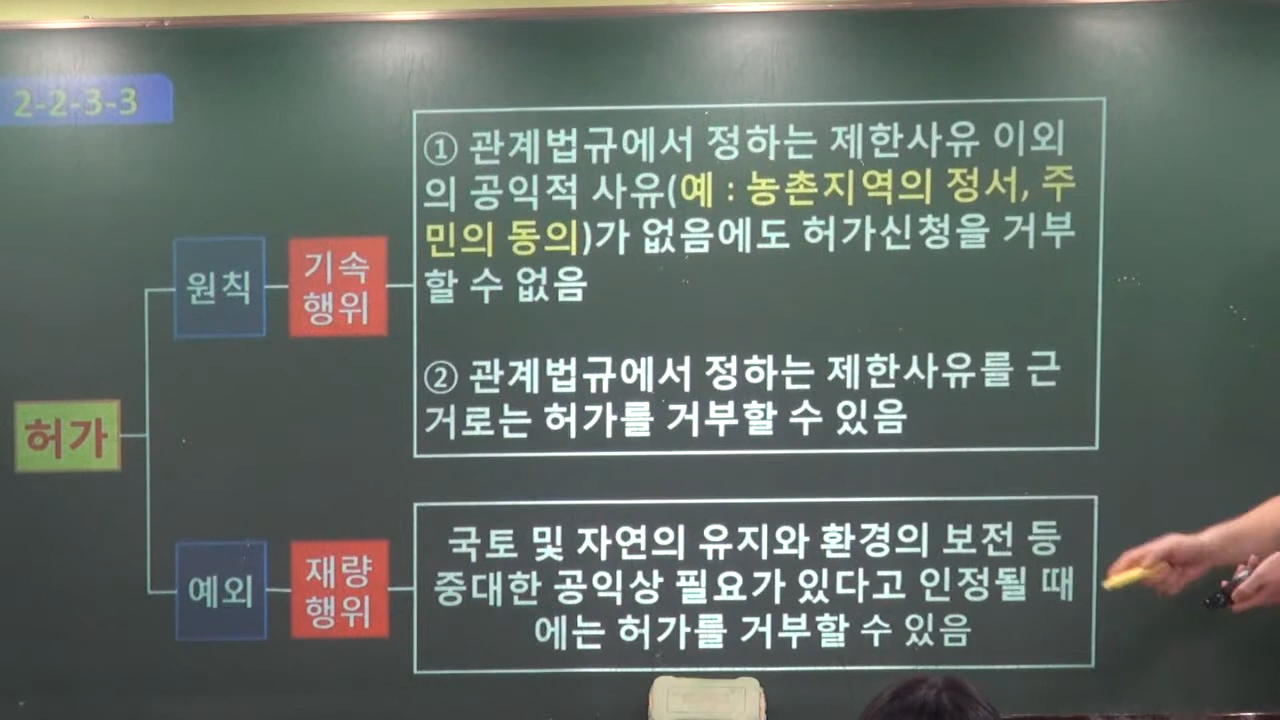 2-2-3-3
① 관계법규에서 정하는 제한사유 이외
의 공익적 사유(예 : 농촌지역의 정서, 주
민의 동의)가 없음에도 허가신청을 거부
할 수 없음
② 관계법규에서 정하는 제한사유를 근
거로는 허가를 거부할 수 있음
원칙
기속
행위
허가
예외
재량
행위
국토 및 자연의 유지와 환경의 보전 등
중대한 공익상 필요가 있다고 인정될 때
에는 허가를 거부할 수 있음